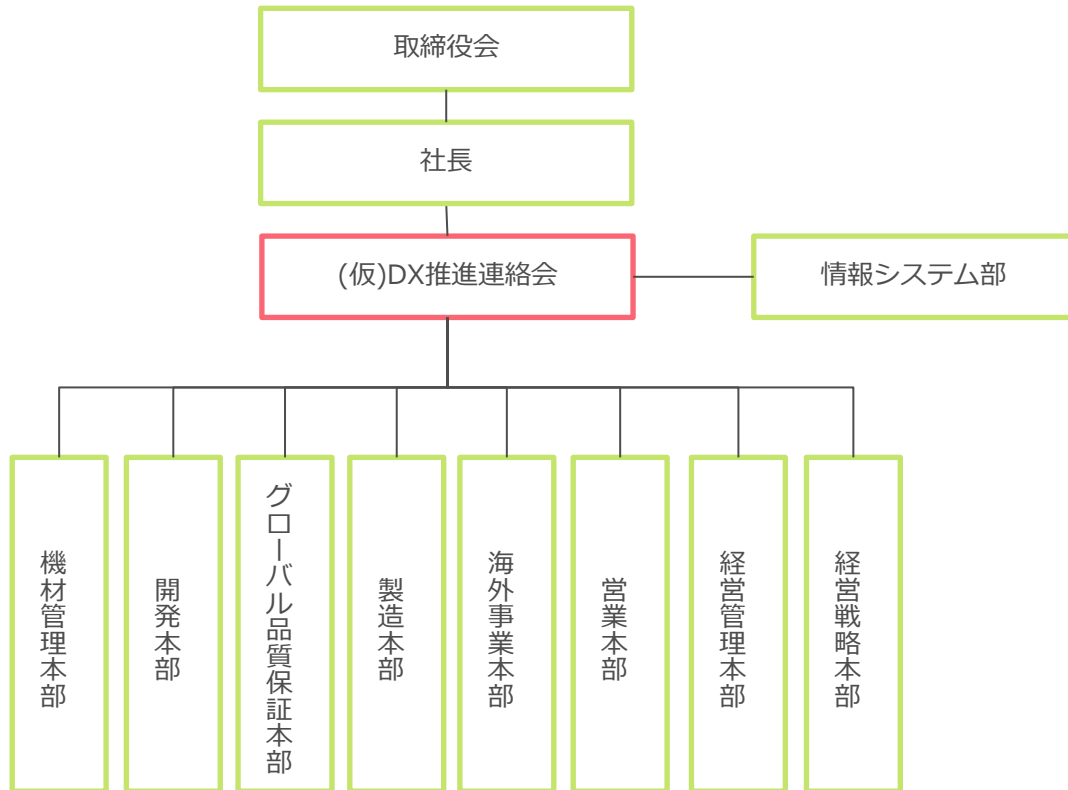 取締役会
社長
(仮)DX推進連絡会
情報システム部
機材管理本部
開発本部
グローバル品質保証本部
製造本部
海外事業本部
営業本部
経営管理本部
経営戦略本部